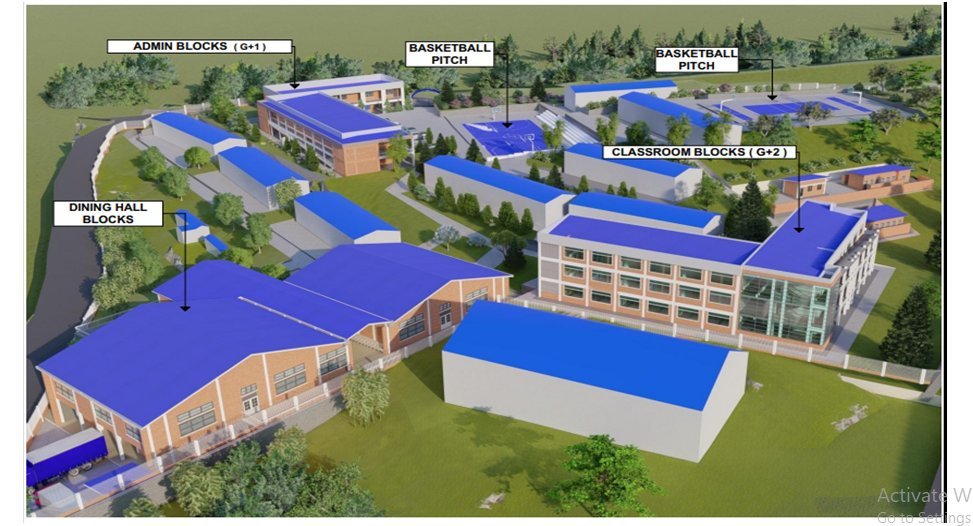 ADMIN BLOCKS ( G+1 )
BASKETBALL
PITCH
BASKETBALL
PITCH
CLASSROOM BLOCKS ( G+2 )
DINING HALL
BLOCKS
Activate W
Go to Settings